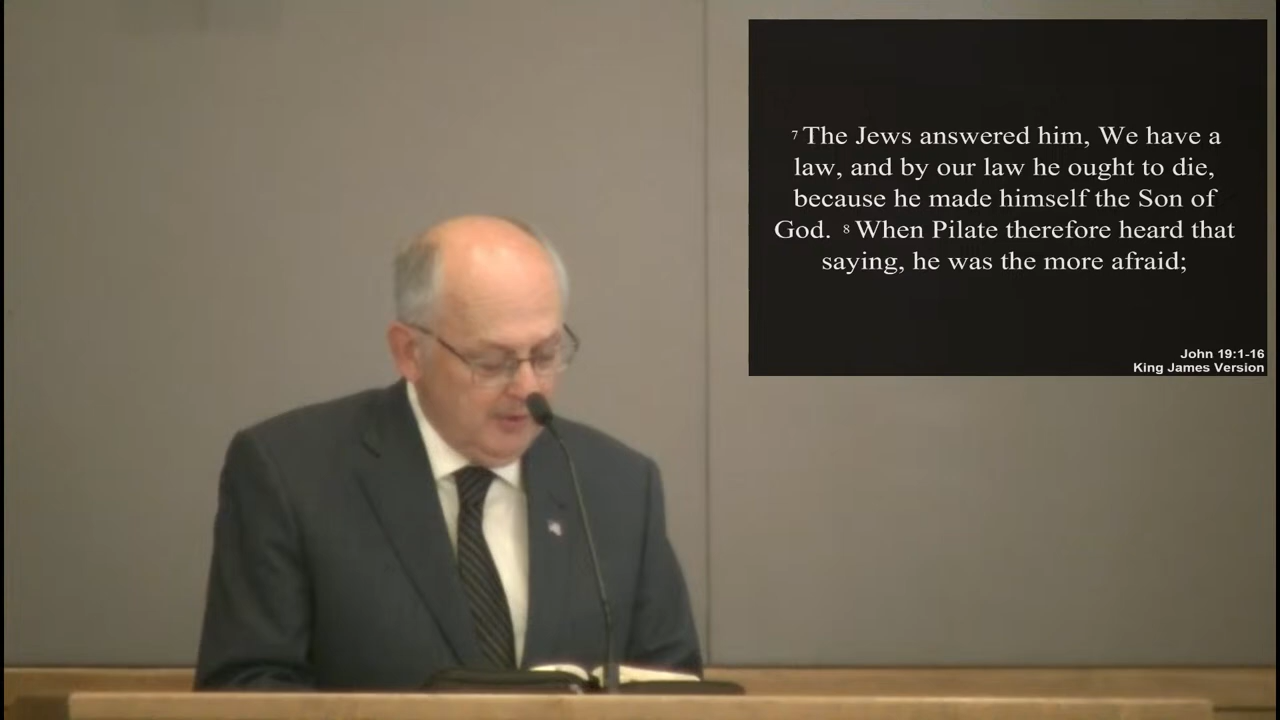 7 The Jews answered him, We have a
law, and by our law he ought to die,
because he made himself the Son of
God. 8 When Pilate therefore heard that
saying, he was the more afraid;
John 19:1-16
King James Version